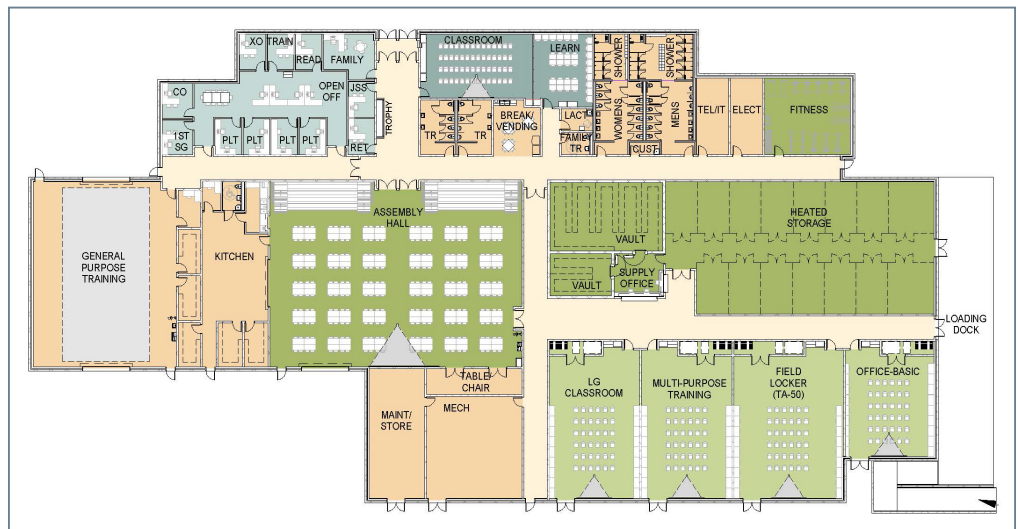 XO
TRAIN
READ
FAMILY
CO
OPEN
OFF
JSS
1ST
SG
PLT
PLT
PLT
PLT
RET
TROPHY
CLASSROOM
LEARN
SHOWER
SHOWER
TR
TR
BREAK/
VENDING
LACT
FAMILY
TR
WOMENS
CUST
MENS
TEL/IT
ELECT
FITNESS
GENERAL
PURPOSE
TRAINING
KITCHEN
ASSEMBLY
HALL
VAULT
VAULT
SUPPLY
OFFICE
HEATED
STORAGE
LOADING
DOCK
TABLE/
CHAIR
MAINT/
STORE
MECH
LG
CLASSROOM
MULTI-PURPOSE
TRAINING
FIELD
LOCKER
(TA-50)
OFFICE-BASIC